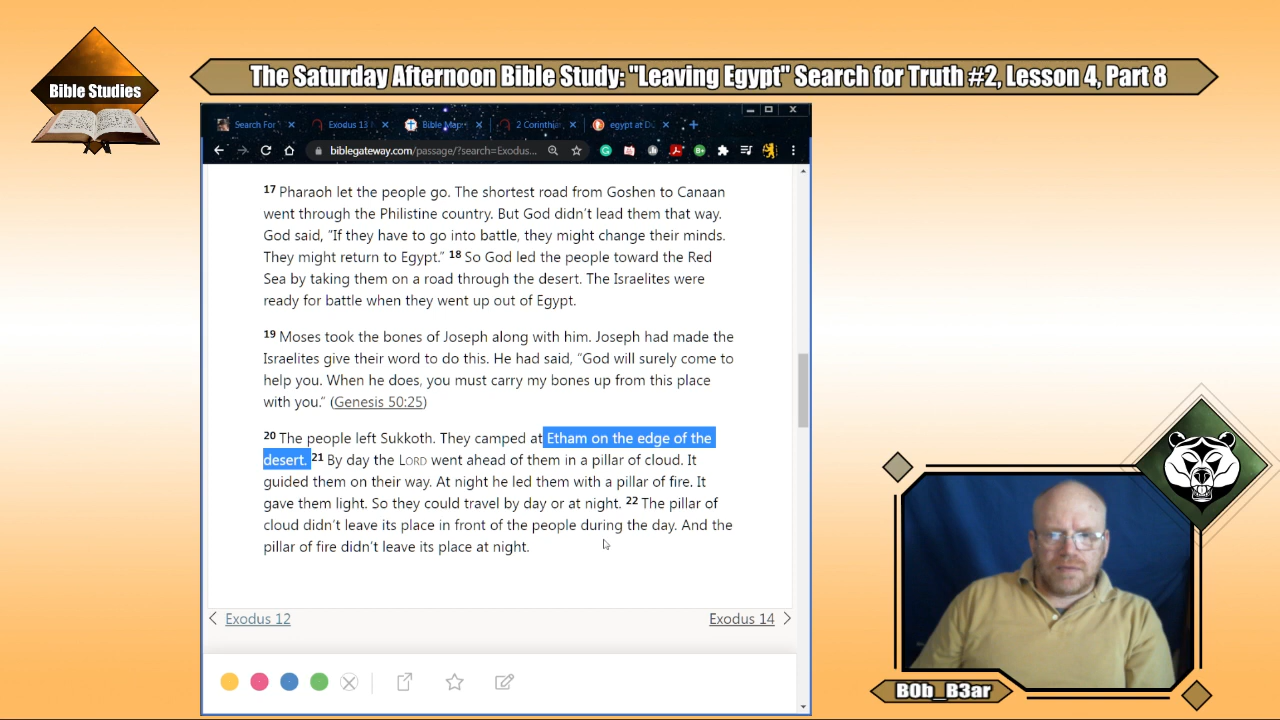 Bible Studies
The Saturday Afternoon Bible Study: "Leaving Egypt" Search for Truth #2, Lesson 4, Part 8
Search For
Exodus 13
Bible Map
2 Corinthi
egypt at D
biblegateway.com/passage/?search=Exodus...
17 Pharaoh let the people go. The shortest road from Goshen to Canaan
went through the Philistine country. But God didn’t lead them that way.
God said, “If they have to go into battle, they might change their minds.
They might return to Egypt.” 18 So God led the people toward the Red
Sea by taking them on a road through the desert. The Israelites were
ready for battle when they went up out of Egypt.
19 Moses took the bones of Joseph along with him. Joseph had made the
Israelites give their word to do this. He had said, “God will surely come to
help you. When he does, you must carry my bones up from this place
with you.” (Genesis 50:25)
20 The people left Sukkoth. They camped at Etham on the edge of the
desert. 21 By day the LORD went ahead of them in a pillar of cloud. It
guided them on their way. At night he led them with a pillar of fire. It
gave them light. So they could travel by day or at night. 22 The pillar of
cloud didn’t leave its place in front of the people during the day. And the
pillar of fire didn’t leave its place at night.
Exodus 12
Exodus 14
B0b_B3ar